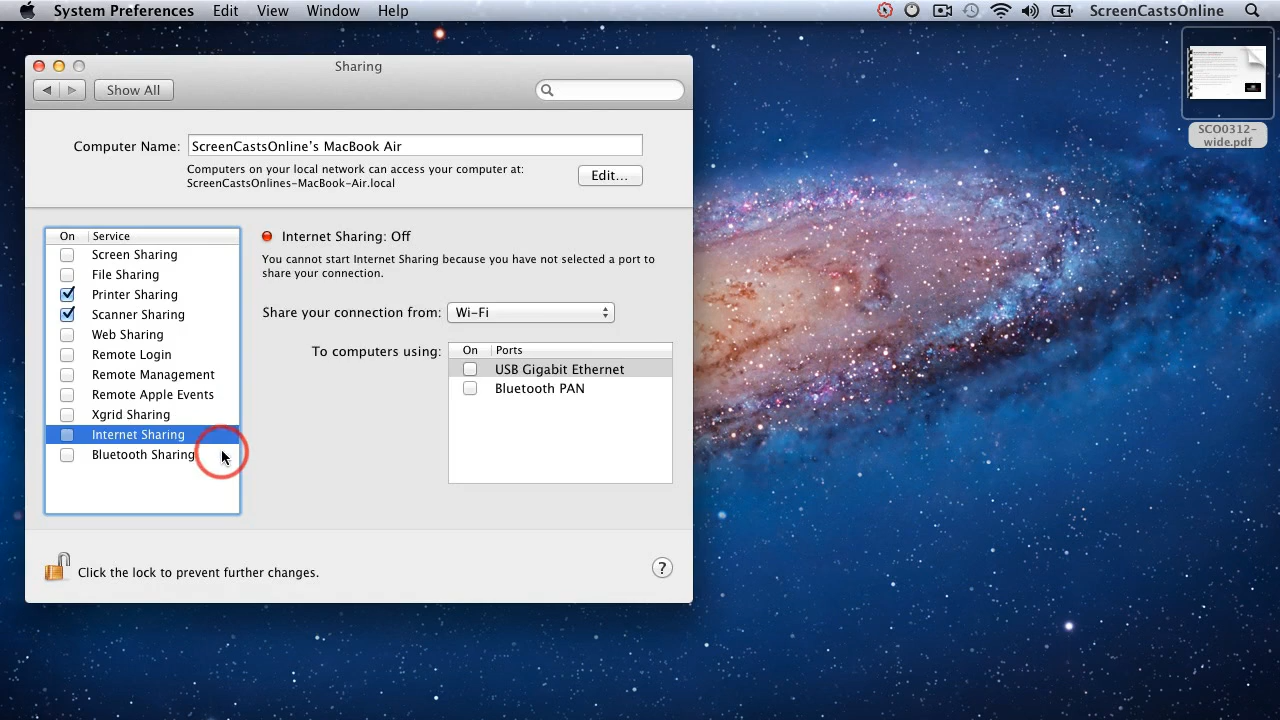 System Preferences Edit View Window Help ScreenCastsOnline
Sharing
Show All
Computer Name: ScreenCastsOnline's MacBook Air
Computers on your local network can access your computer at:
ScreenCastsOnlines-MacBook-Air.local
Edit...
On Service
Screen Sharing
File Sharing
Printer Sharing
Scanner Sharing
Web Sharing
Remote Login
Remote Management
Remote Apple Events
Xgrid Sharing
Internet Sharing
Bluetooth Sharing
Internet Sharing: Off
You cannot start Internet Sharing because you have not selected a port to
share your connection.
Share your connection from: Wi-Fi
To computers using:
On Ports
USB Gigabit Ethernet
Bluetooth PAN
Click the lock to prevent further changes.
?
SCO0312-
wide.pdf